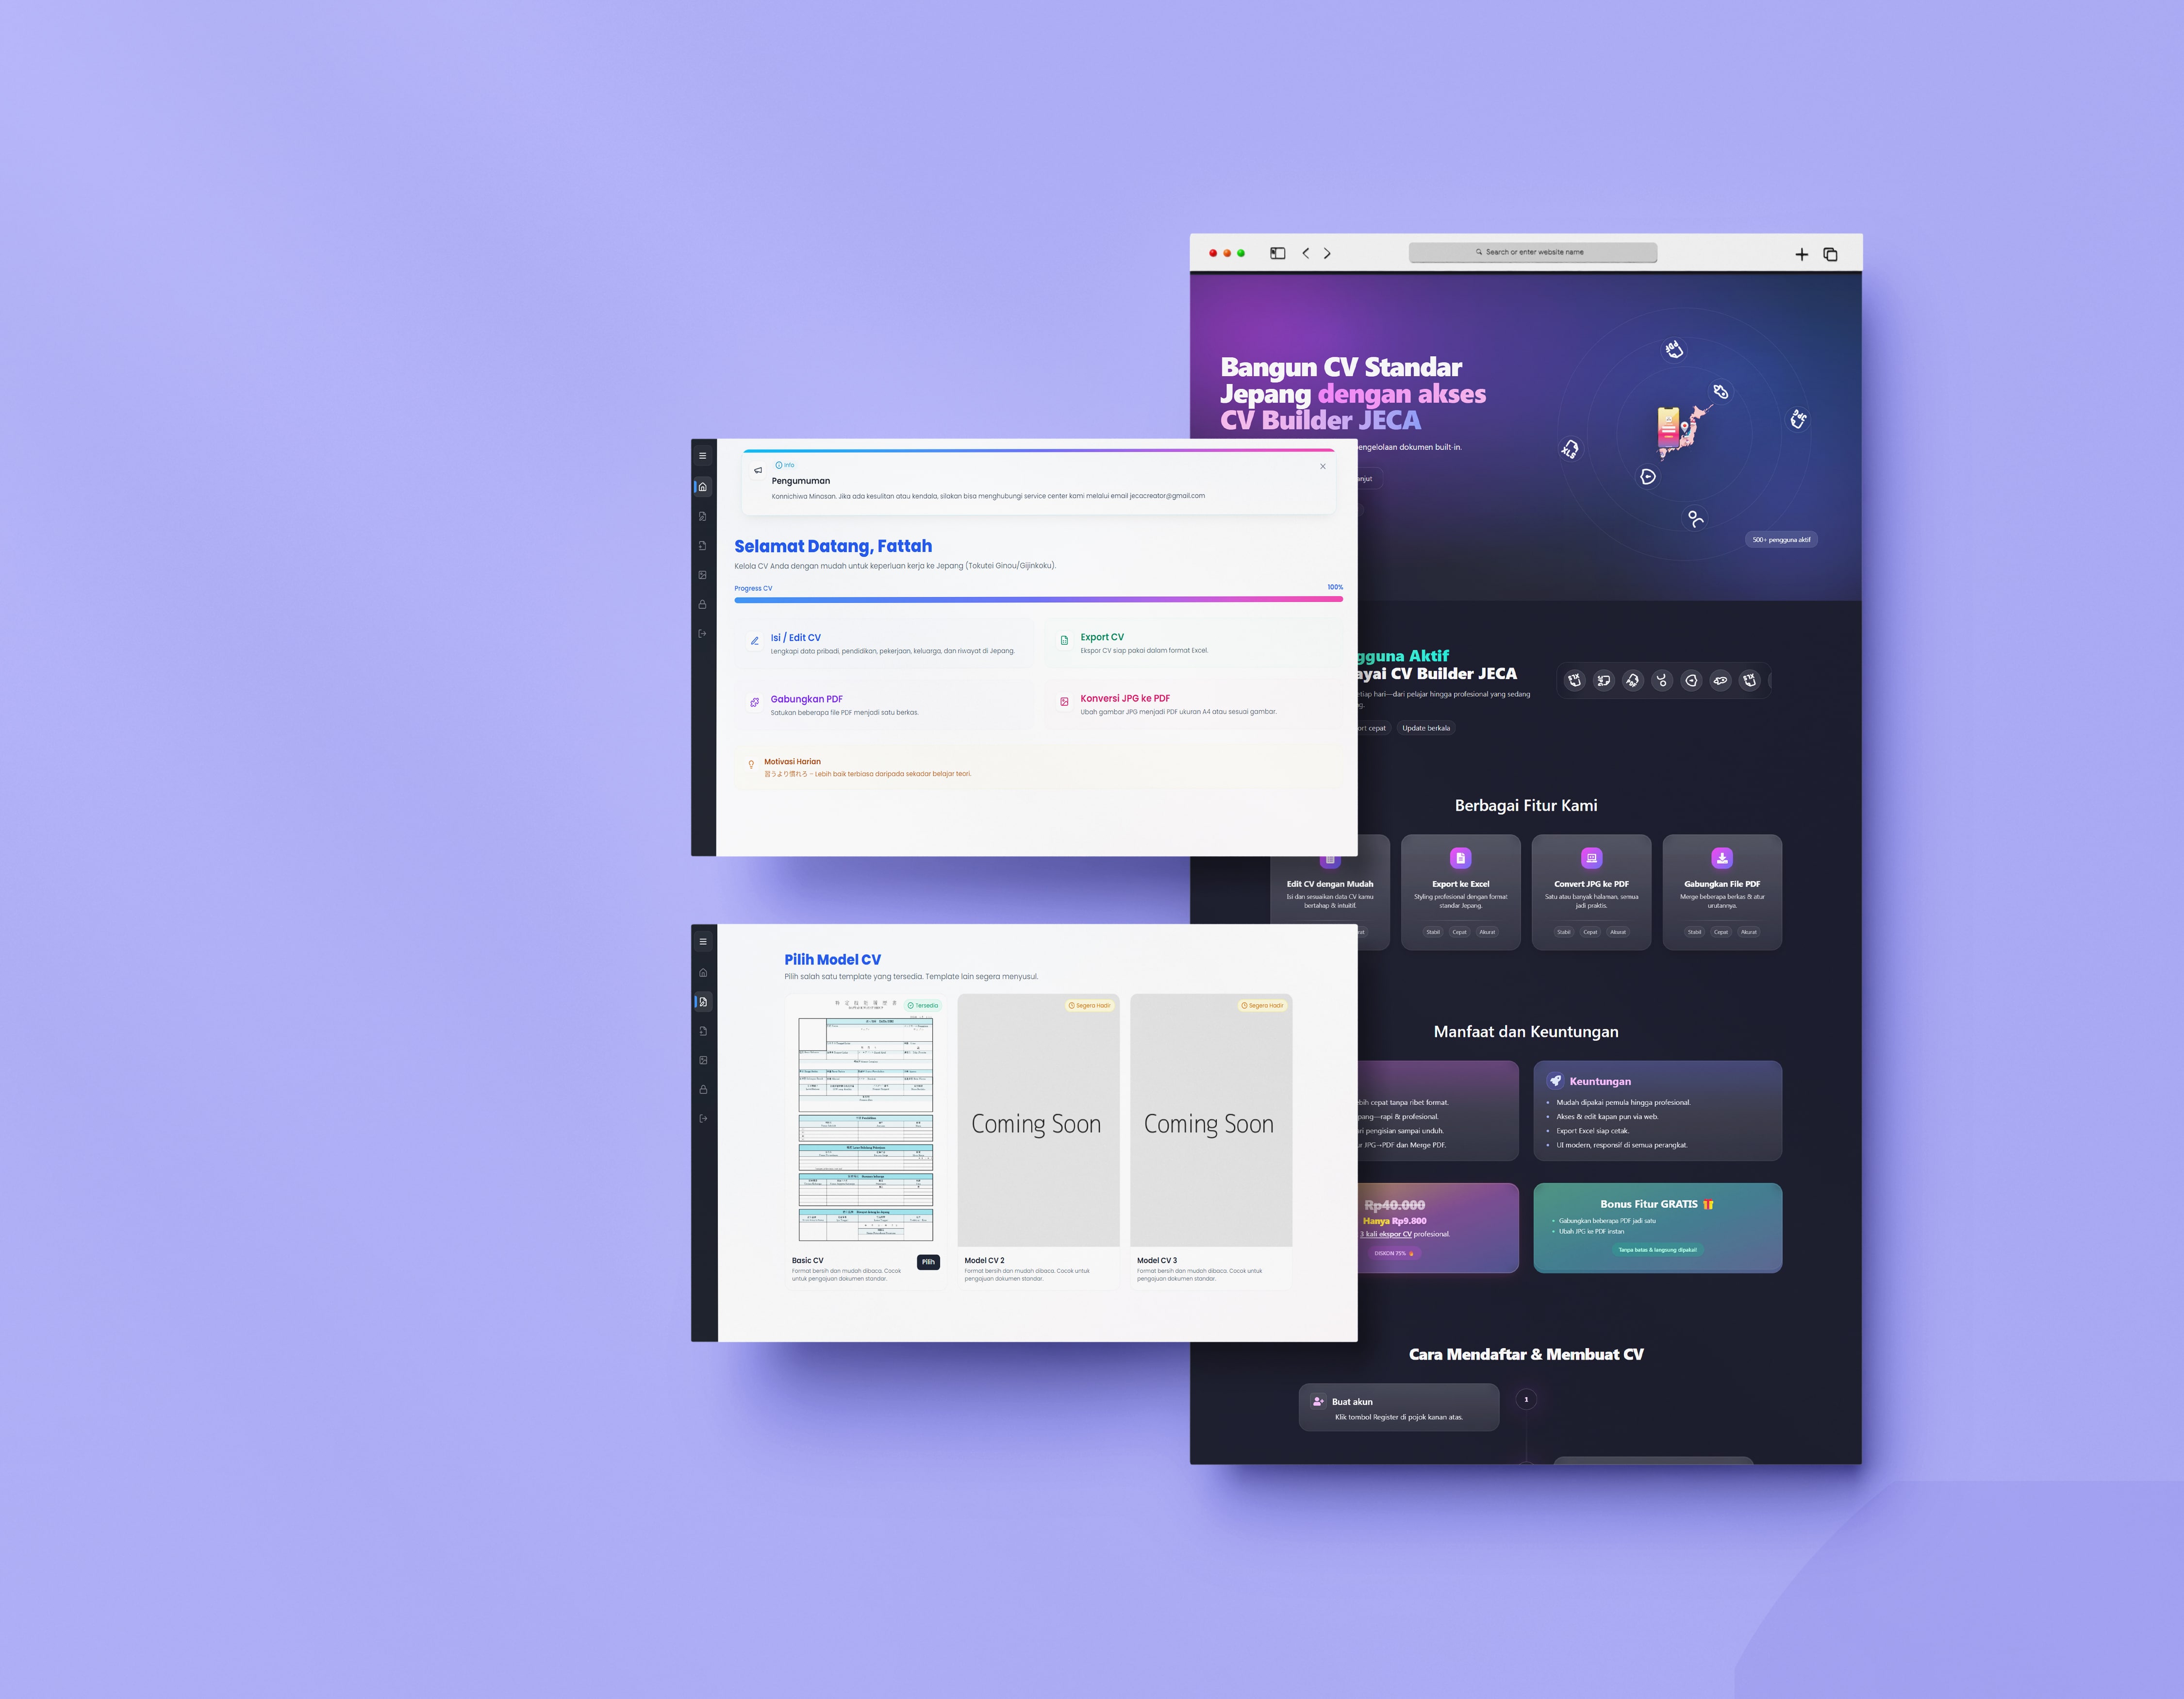 Search or enter website name
Bangun CV Standar
Jepang dengan akses
CV Builder JECA
engelolaan dokumen built-in.
anjut
500+ pengguna aktif
gguna Aktif
ayai CV Builder JECA
etiap hari—dari pelajar hingga profesional yang sedang
g.
ort cepat
Update berkala
Berbagai Fitur Kami
Edit CV dengan Mudah
Isi dan sesuaikan data CV kamu
bertahap & intuitif.
Export ke Excel
Styling profesional dengan format
standar Jepang.
Stabil
Cepat
Akurat
Convert JPG ke PDF
Satu atau banyak halaman, semua
jadi praktis.
Stabil
Cepat
Akurat
Gabungkan File PDF
Merge beberapa berkas & atur
urutannya.
Stabil
Cepat
Akurat
Manfaat dan Keuntungan
ebih cepat tanpa ribet format.
pang—rapi & profesional.
ari pengisian sampai unduh.
ur JPG→PDF dan Merge PDF.
Keuntungan
Mudah dipakai pemula hingga profesional.
Akses & edit kapan pun via web.
Export Excel siap cetak.
UI modern, responsif di semua perangkat.
Rp40.000
Hanya Rp9.800
3 kali ekspor CV profesional.
DISKON 75% 🔥
Bonus Fitur GRATIS 🎁
Gabungkan beberapa PDF jadi satu
Ubah JPG ke PDF instan
Tanpa batas & langsung dipakai!
Cara Mendaftar & Membuat CV
Buat akun
Klik tombol Register di pojok kanan atas.
1
Info
Pengumuman
Konnichiwa Minasan. Jika ada kesulitan atau kendala, silakan bisa menghubungi service center kami melalui email jecacreator@gmail.com
Selamat Datang, Fattah
Kelola CV Anda dengan mudah untuk keperluan kerja ke Jepang (Tokutei Ginou/Gijinkoku).
Progress CV
100%
Isi / Edit CV
Lengkapi data pribadi, pendidikan, pekerjaan, keluarga, dan riwayat di Jepang.
Export CV
Ekspor CV siap pakai dalam format Excel.
Gabungkan PDF
Satukan beberapa file PDF menjadi satu berkas.
Konversi JPG ke PDF
Ubah gambar JPG menjadi PDF ukuran A4 atau sesuai gambar.
Motivasi Harian
習うより慣れろ – Lebih baik terbiasa daripada sekadar belajar teori.
Pilih Model CV
Pilih salah satu template yang tersedia. Template lain segera menyusul.
Tersedia
Basic CV
Format bersih dan mudah dibaca. Cocok
untuk pengajuan dokumen standar.
Pilih
Segera Hadir
Coming Soon
Model CV 2
Format bersih dan mudah dibaca. Cocok untuk
pengajuan dokumen standar.
Segera Hadir
Coming Soon
Model CV 3
Format bersih dan mudah dibaca. Cocok untuk
pengajuan dokumen standar.